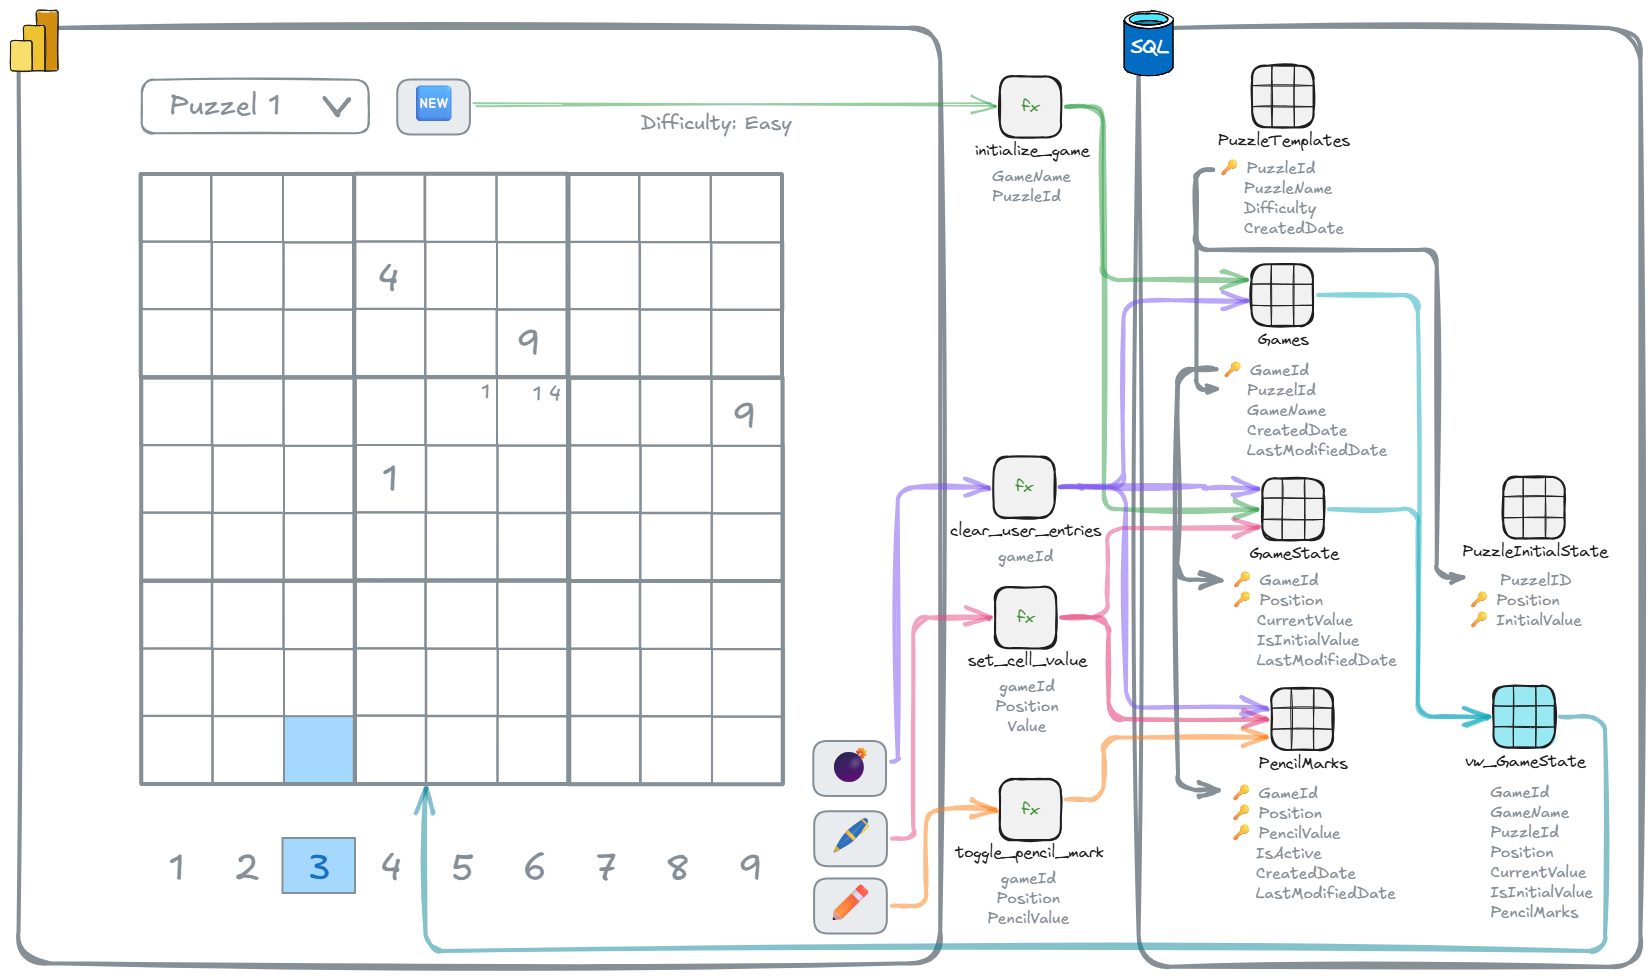 SQL
Puzzel 1
NEW
Difficulty: Easy
fx
initialize_game
GameName
PuzzleId
PuzzleTemplates
PuzzleId
PuzzleName
Difficulty
CreatedDate
4
9
1
1 4
9
1
Games
GameId
PuzzelId
GameName
CreatedDate
LastModifiedDate
fx
clear_user_entries
gameId
GameState
GameId
Position
CurrentValue
IsInitialValue
LastModifiedDate
PuzzleInitialState
PuzzelID
Position
InitialValue
fx
set_cell_value
gameId
Position
Value
PencilMarks
GameId
Position
PencilValue
IsActive
CreatedDate
LastModifiedDate
vw_GameState
GameId
GameName
PuzzleId
Position
CurrentValue
IsInitialValue
PencilMarks
fx
toggle_pencil_mark
gameId
Position
PencilValue
1 2 3 4 5 6 7 8 9